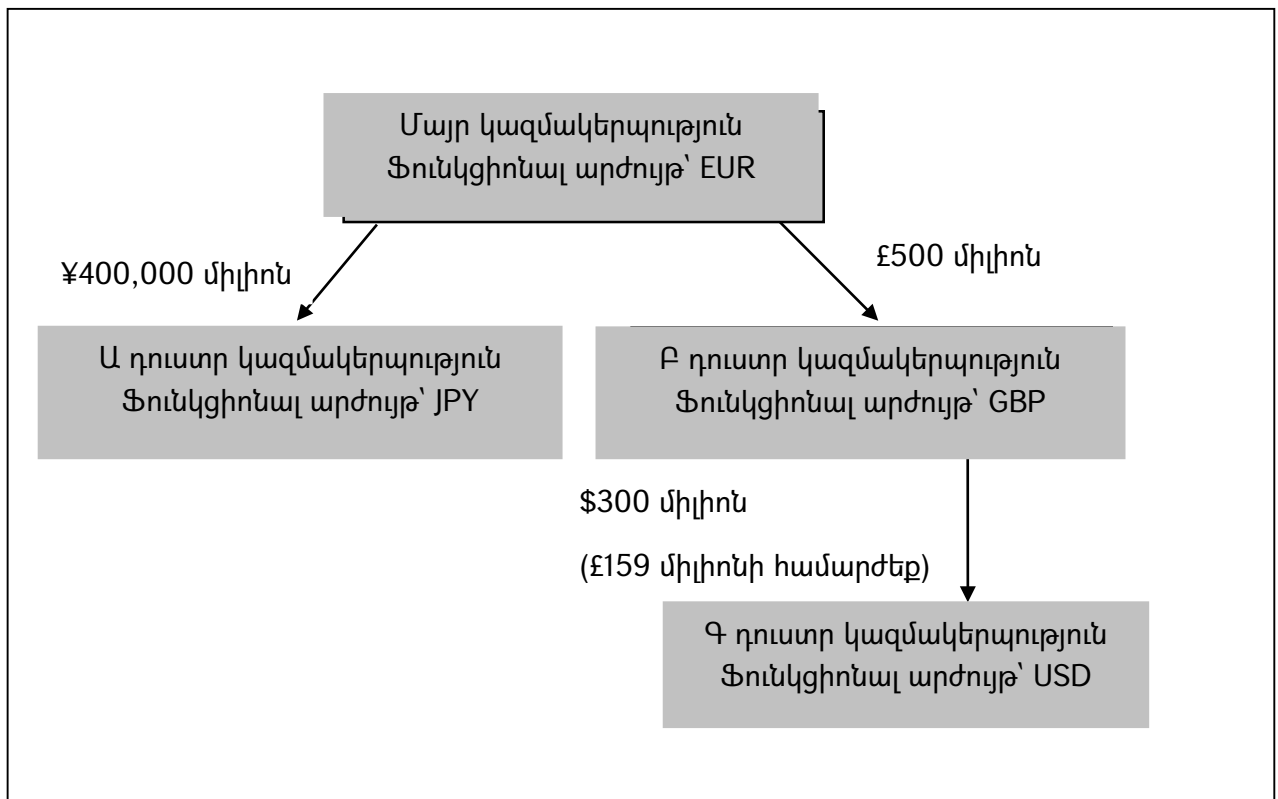 Մայր կազմակերպություն
Ֆունկցիոնալ արժույթ՝ EUR
¥400,000 միլիոն
£500 միլիոն
Ա դուստր կազմակերպություն
Ֆունկցիոնալ արժույթ՝ JPY
Բ դուստր կազմակերպություն
Ֆունկցիոնալ արժույթ՝ GBP
$300 միլիոն
(£159 միլիոնի համարժեք)
Գ դուստր կազմակերպություն
Ֆունկցիոնալ արժույթ՝ USD